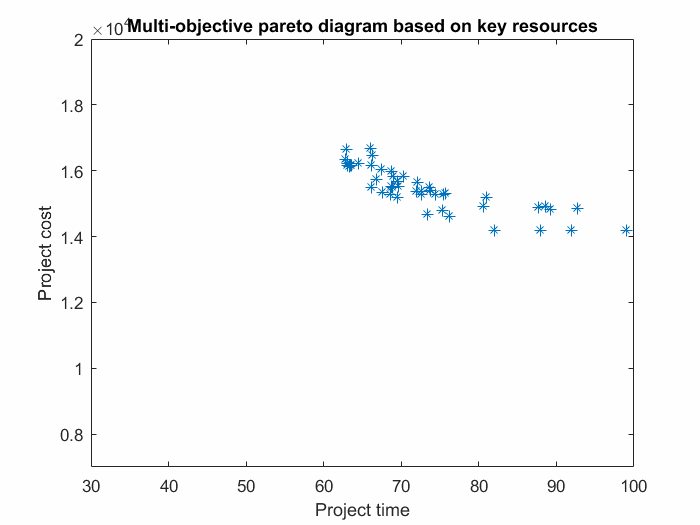 Multi-objective pareto diagram based on key resources
×10⁴
2
1.8
1.6
1.4
1.2
1
0.8
Project cost
30 40 50 60 70 80 90 100
Project time